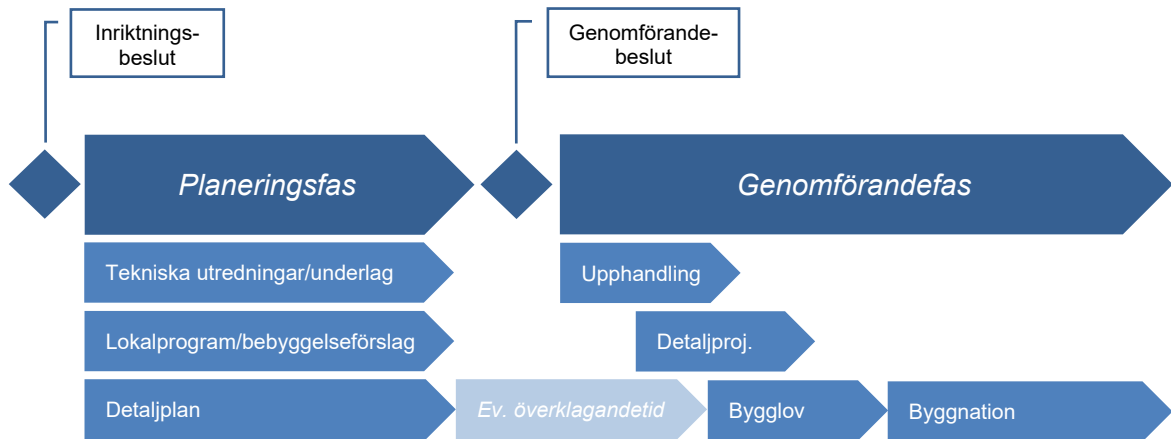 Inriktnings-
beslut
Genomförande-
beslut
Planeringsfas
Genomförandefas
Tekniska utredningar/underlag
Upphandling
Lokalprogram/bebyggelseförslag
Detaljproj.
Detaljplan
Ev. överklagandetid
Bygglov
Byggnation